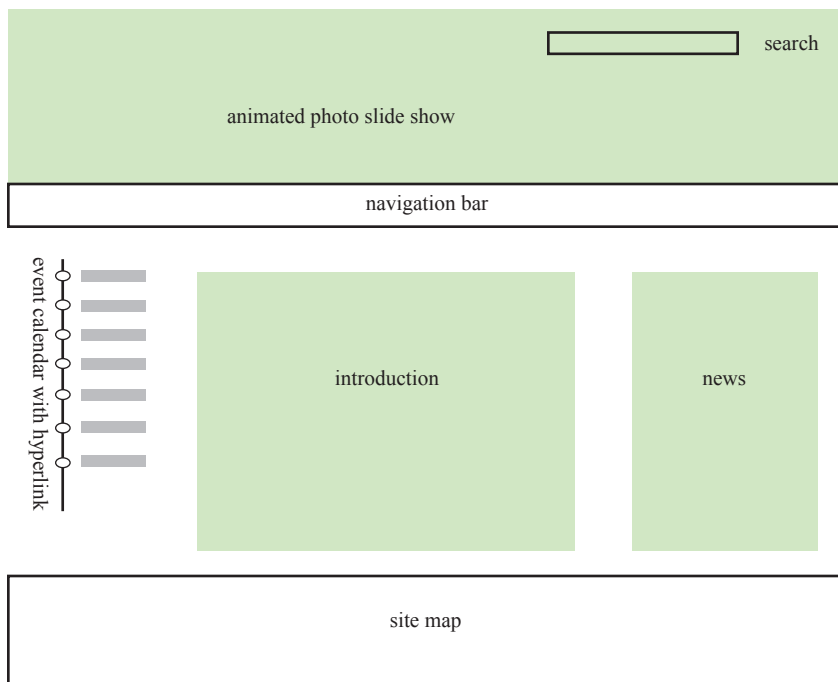 search
animated photo slide show
navigation bar
event calendar with hyperlink
introduction
news
site map